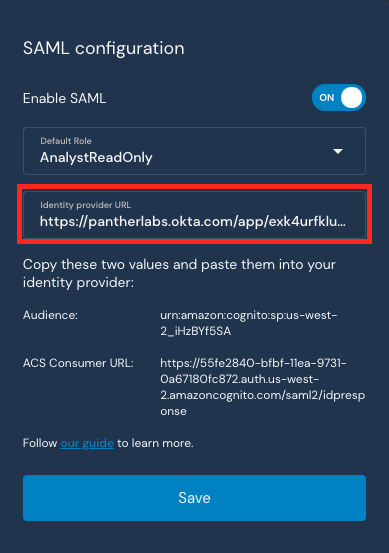 SAML configuration
Enable SAML
ON
Default Role
AnalystReadOnly
Identity provider URL
https://pantherlabs.okta.com/app/exk4urfklu...
Copy these two values and paste them into your
identity provider:
Audience:
urn:amazon:cognito:sp:us-west-
2_iHzBYf5SA
ACS Consumer URL:
https://55fe2840-bfbf-11ea-9731-
0a67180fc872.auth.us-west-
2.amazoncognito.com/saml2/idpresp
onse
Follow our guide to learn more.
Save